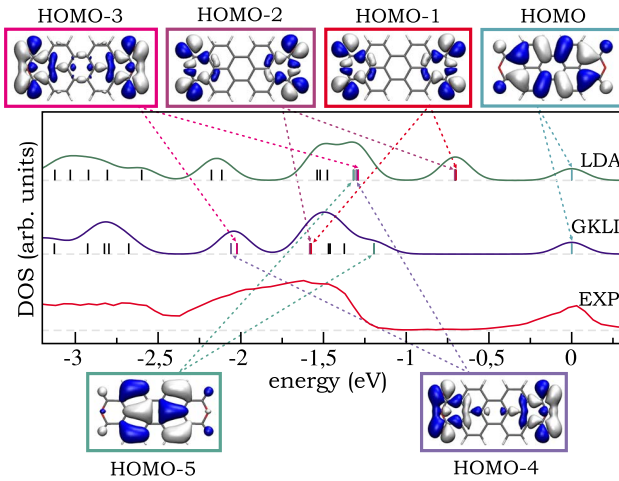 HOMO-3 HOMO-2 HOMO-1 HOMO
DOS (arb. units)
LDA
GKLI
EXP
-3 -2,5 -2 -1,5 -1 -0,5 0
energy (eV)
HOMO-5 HOMO-4